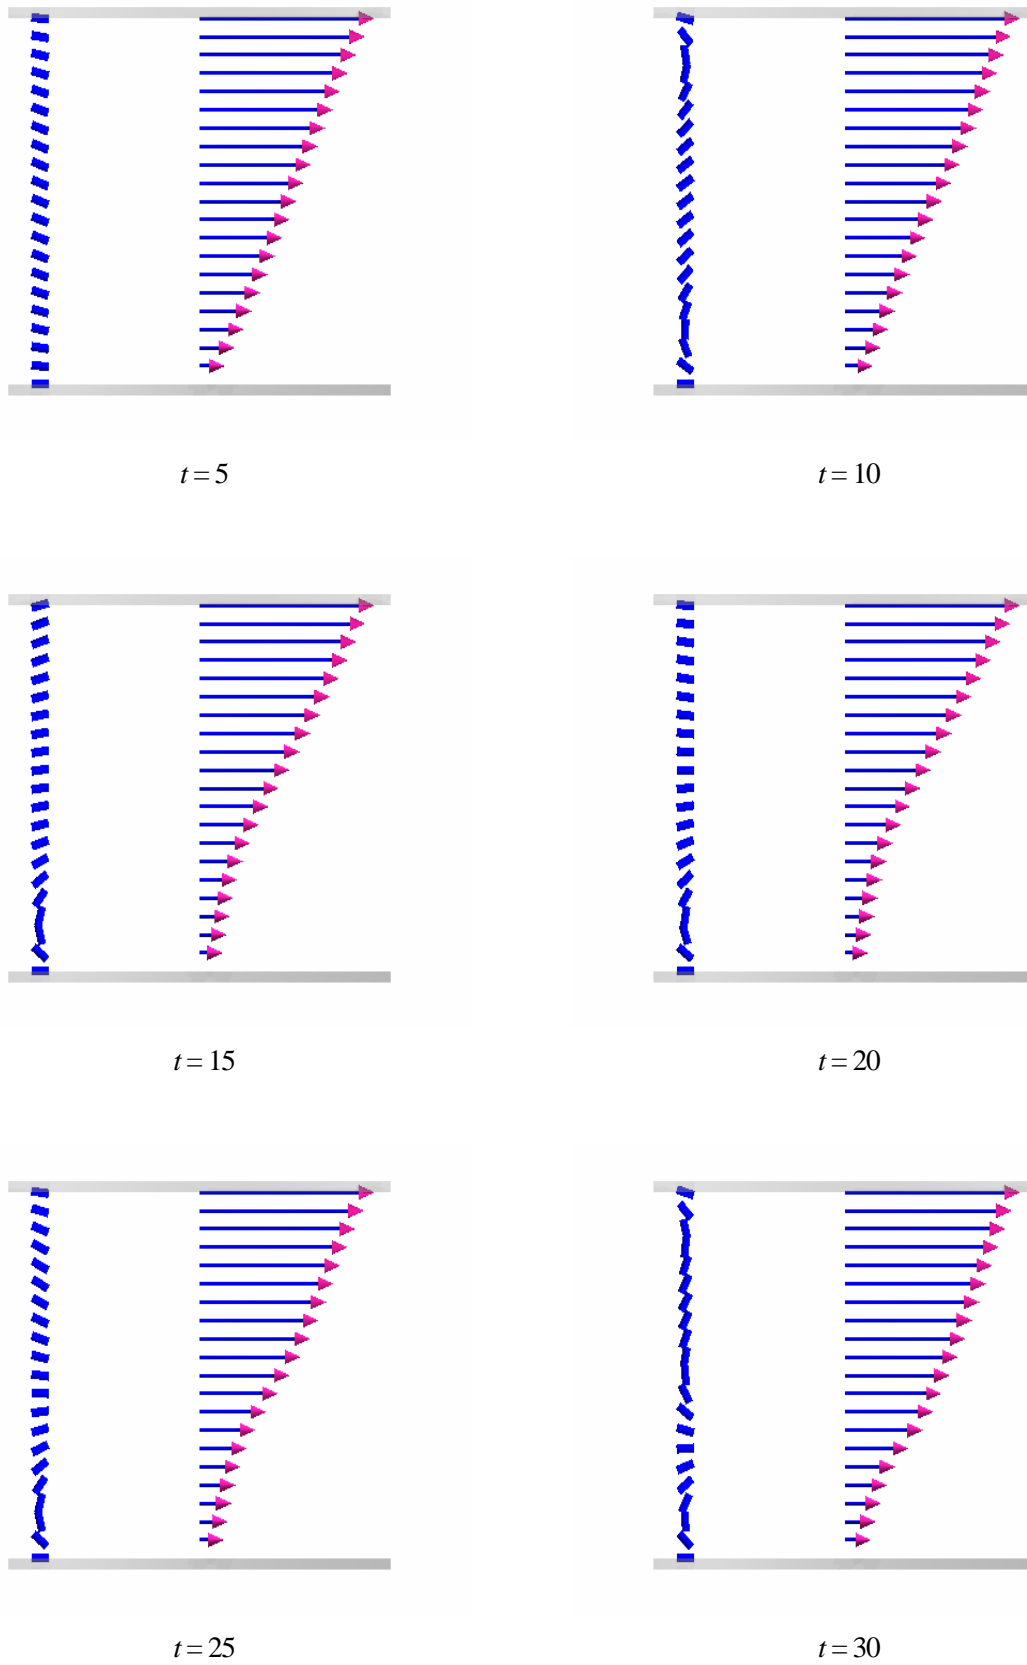 t = 5
t = 10
t = 15
t = 20
t = 25
t = 30